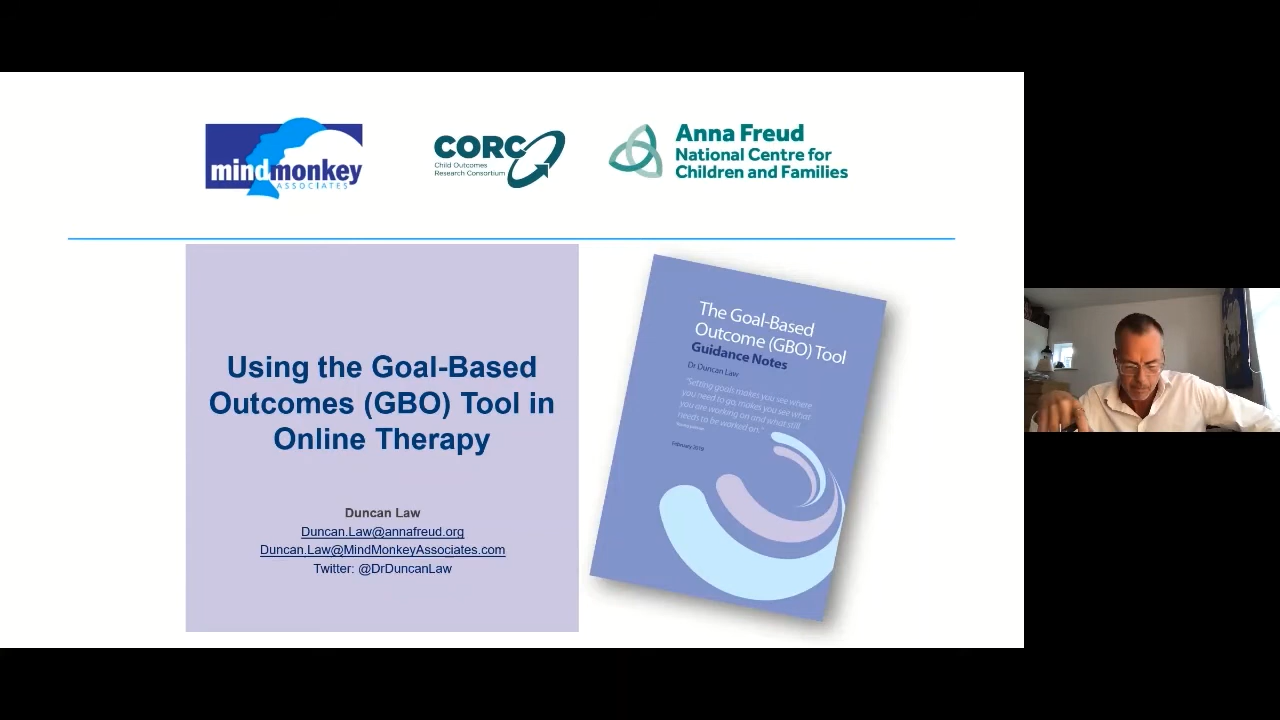 mindmonkey
ASSOCIATES
CORC
Child Outcomes
Research Consortium
Anna Freud
National Centre for
Children and Families
Using the Goal-Based
Outcomes (GBO) Tool in
Online Therapy
Duncan Law
Duncan.Law@annafreud.org
Duncan.Law@MindMonkeyAssociates.com
Twitter: @DrDuncanLaw
The Goal-Based
Outcome (GBO) Tool
Guidance Notes
Dr Duncan Law
"Setting goals makes you see where
you need to go, makes you see what
you are working on and what still
needs to be worked on."
February 2018